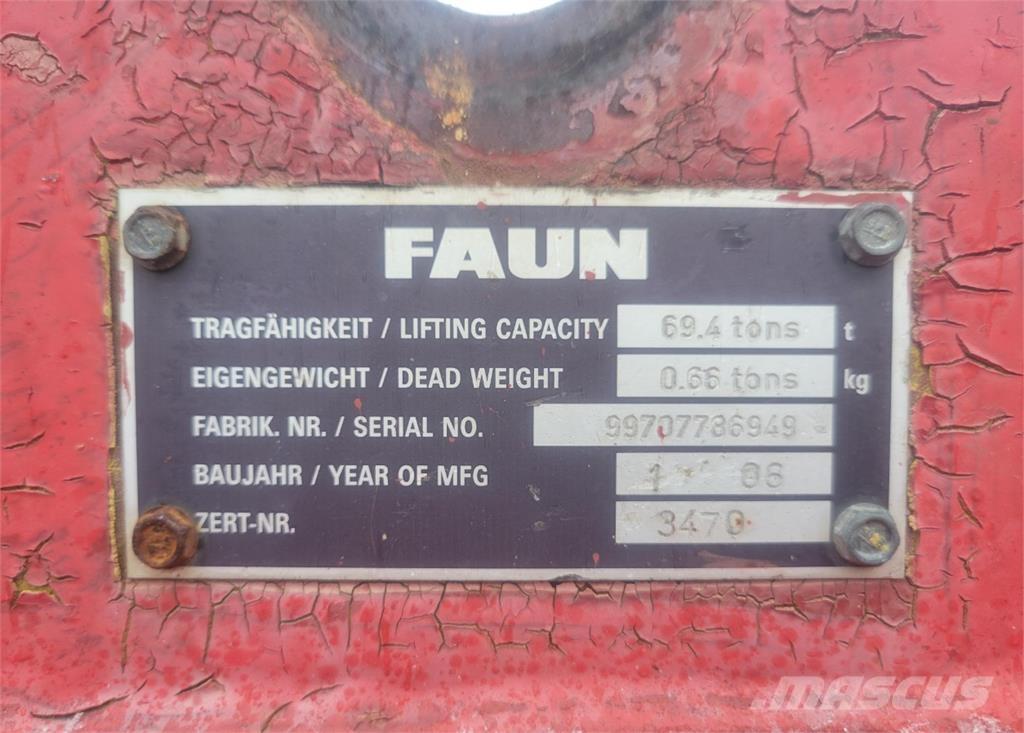 FAUN
TRAGFÄHIGKEIT / LIFTING CAPACITY 69.4 tons t
EIGENGEWICHT / DEAD WEIGHT 0.66 tons kg
FABRIK. NR. / SERIAL NO. 99707786949
BAUJAHR / YEAR OF MFG 06
ZERT-NR. 3470
MASCUS